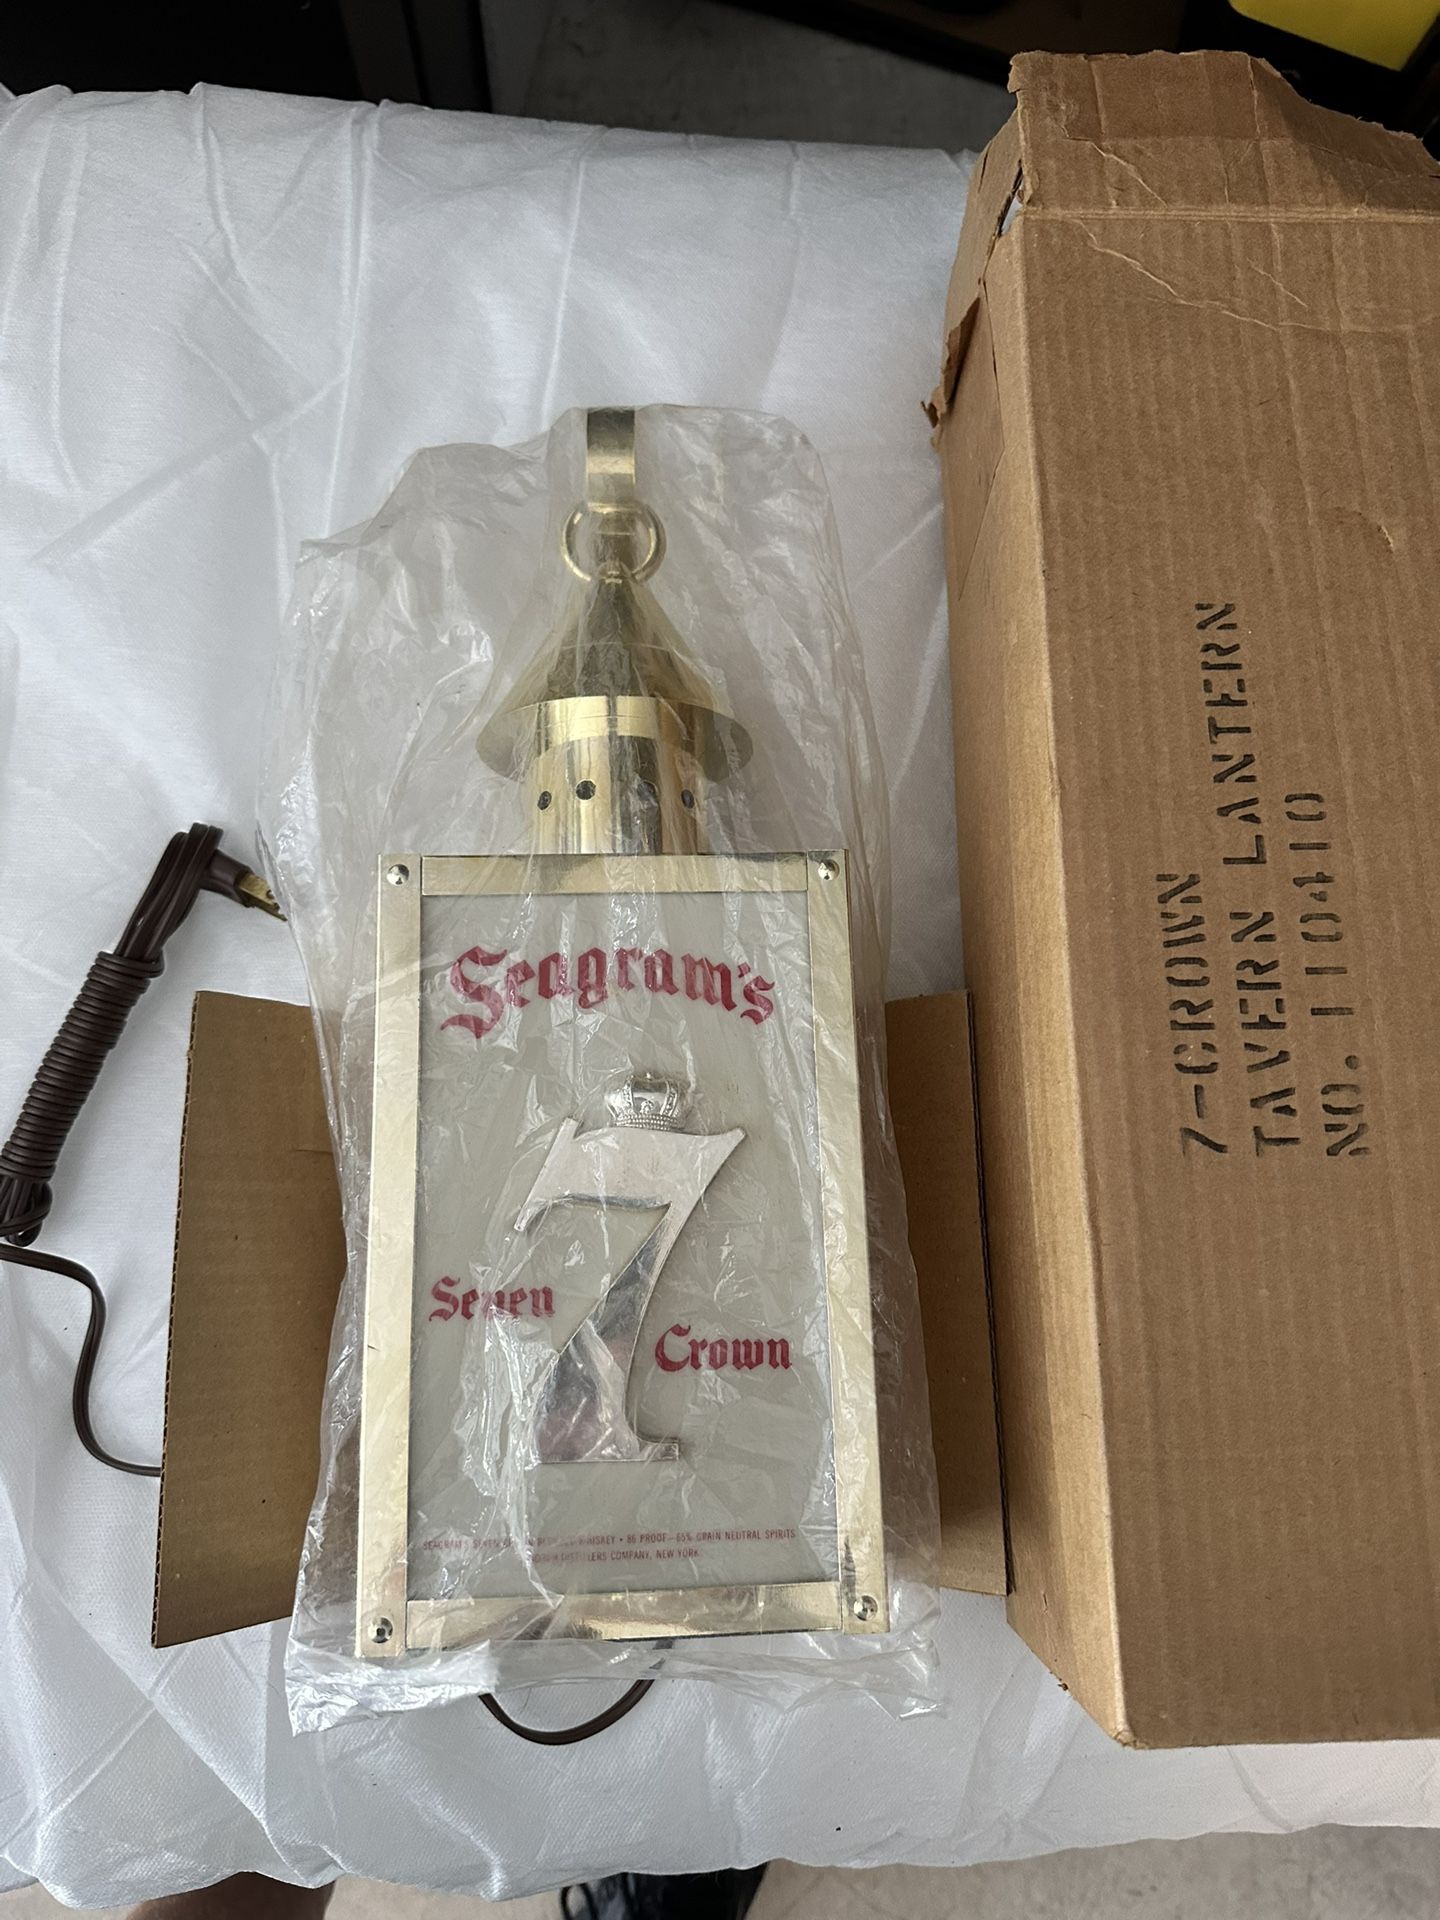 Seagram's
7
Seven
Crown
SEAGRAM'S SEVEN WHISKEY • 86 PROOF—65% GRAIN NEUTRAL SPIRITS
DISTILLERS COMPANY, NEW YORK
7-CROWN
TAVERN LANTERN
NO. 110410